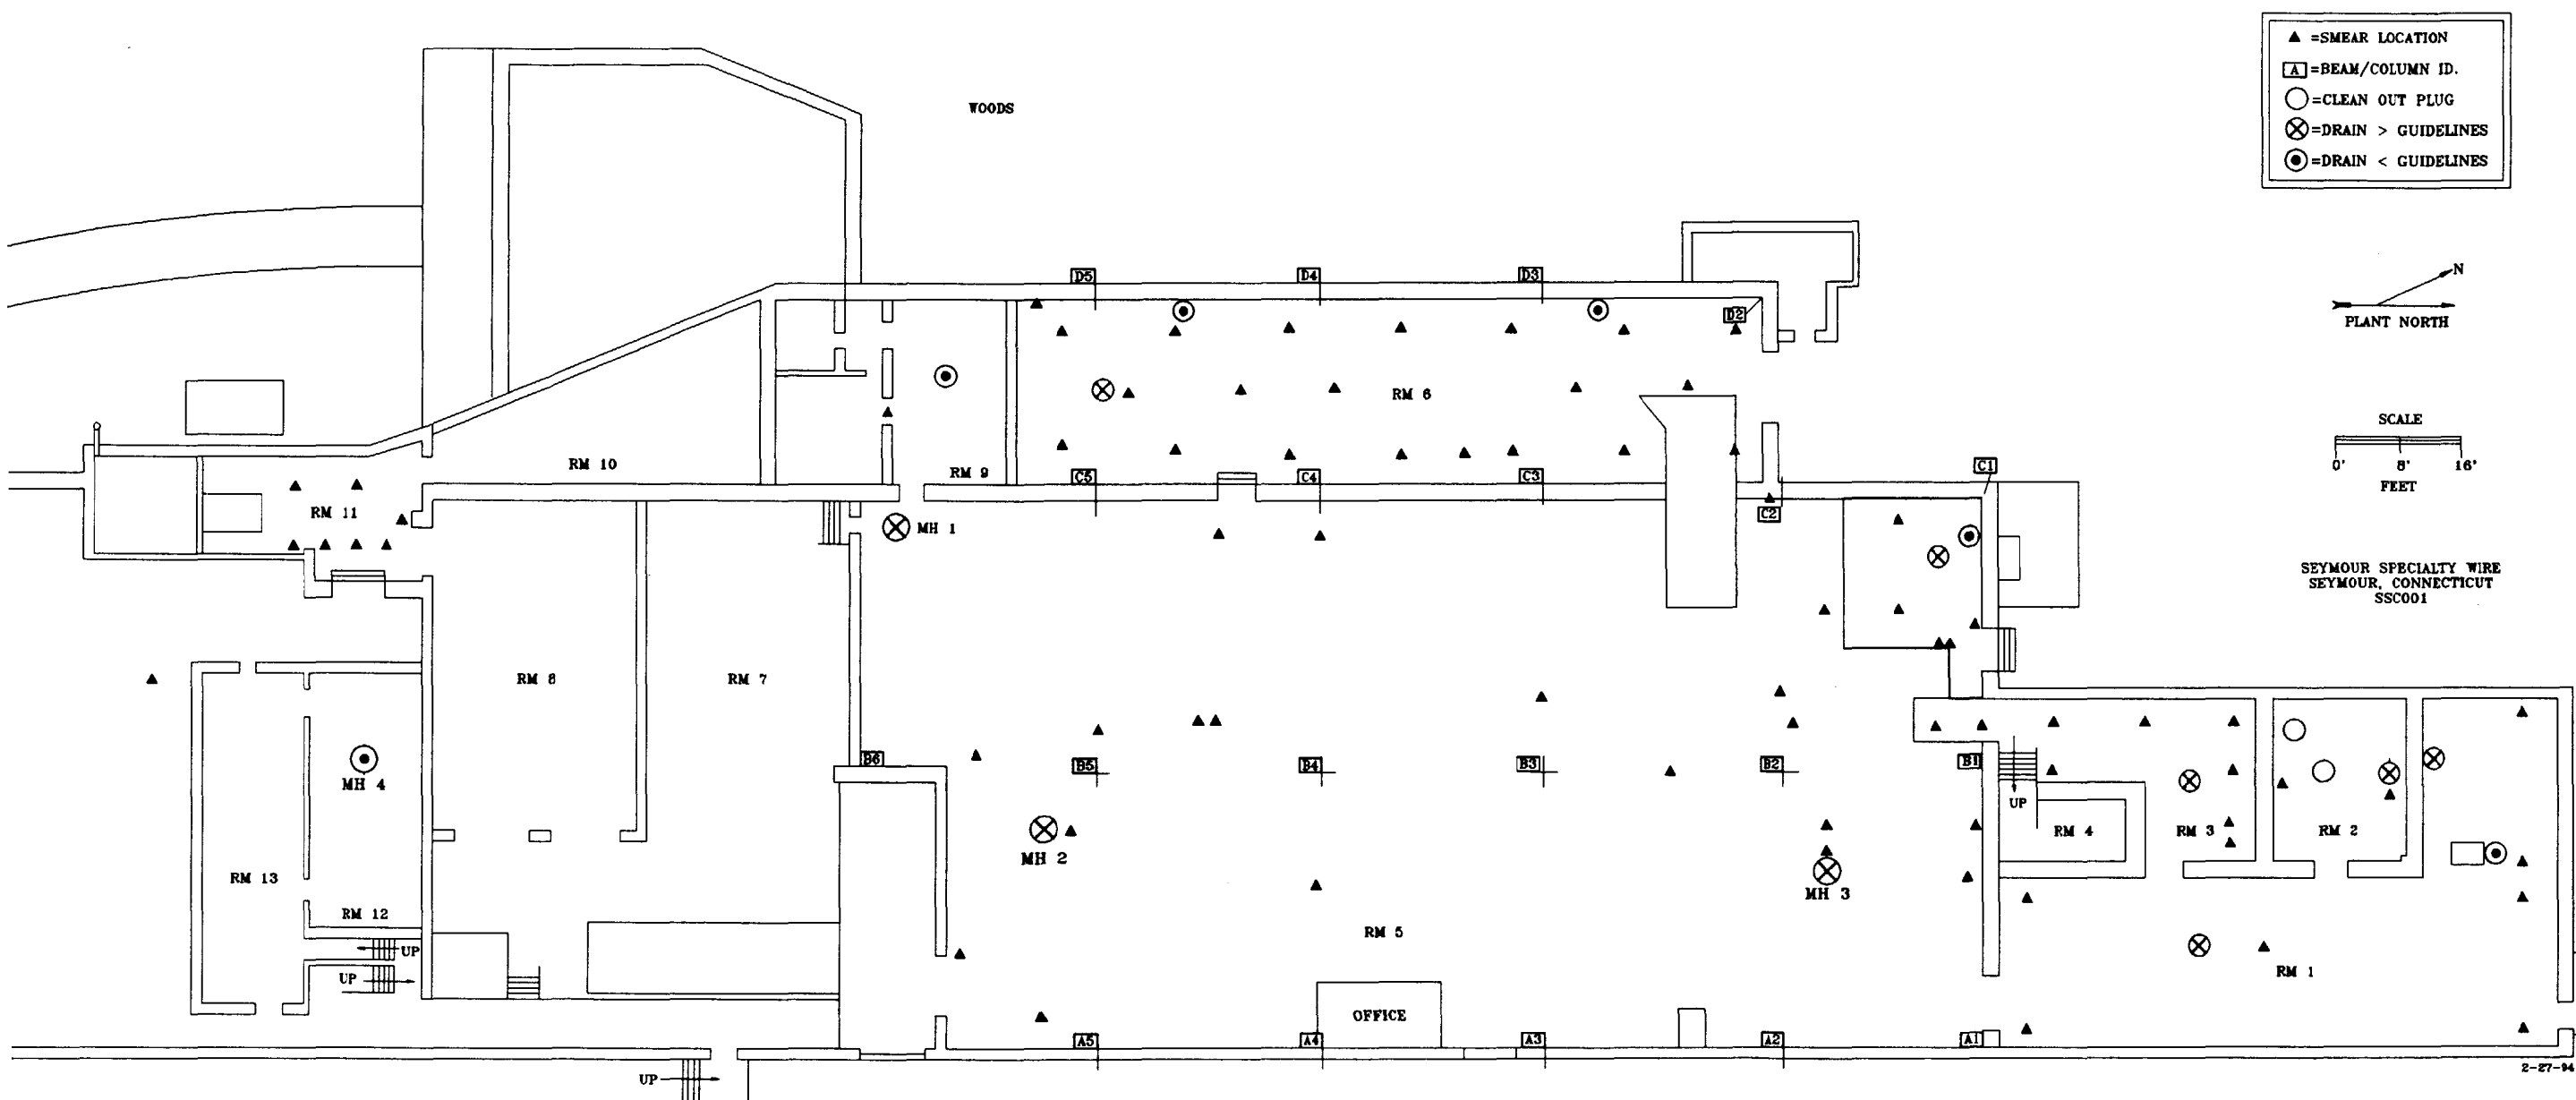 ▲ =SMEAR LOCATION
A =BEAM/COLUMN ID.
=CLEAN OUT PLUG
=DRAIN > GUIDELINES
=DRAIN < GUIDELINES
WOODS
N
PLANT NORTH
SCALE
0' 8' 16'
FEET
SEYMOUR SPECIALTY WIRE
SEYMOUR, CONNECTICUT
SSC001
D5 D4 D3
D2
RM 6
RM 10
RM 9
C5 C4 C3
C1
C2
RM 11
MH 1
RM 8
RM 7
B6
B5 B4 B3 B2 B1
MH 4
UP
RM 4
RM 3
RM 2
MH 2
MH 3
RM 13
RM 12
RM 5
UP
UP
RM 1
OFFICE
A5 A4 A3 A2 A1
UP
2-27-94